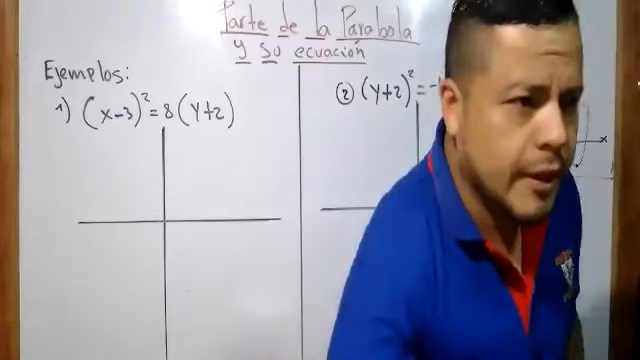 Parte de la Parabola
y su ecuación
Ejemplos:
1) (x-3)² = 8(y+2)
② (y+2)² = -
x